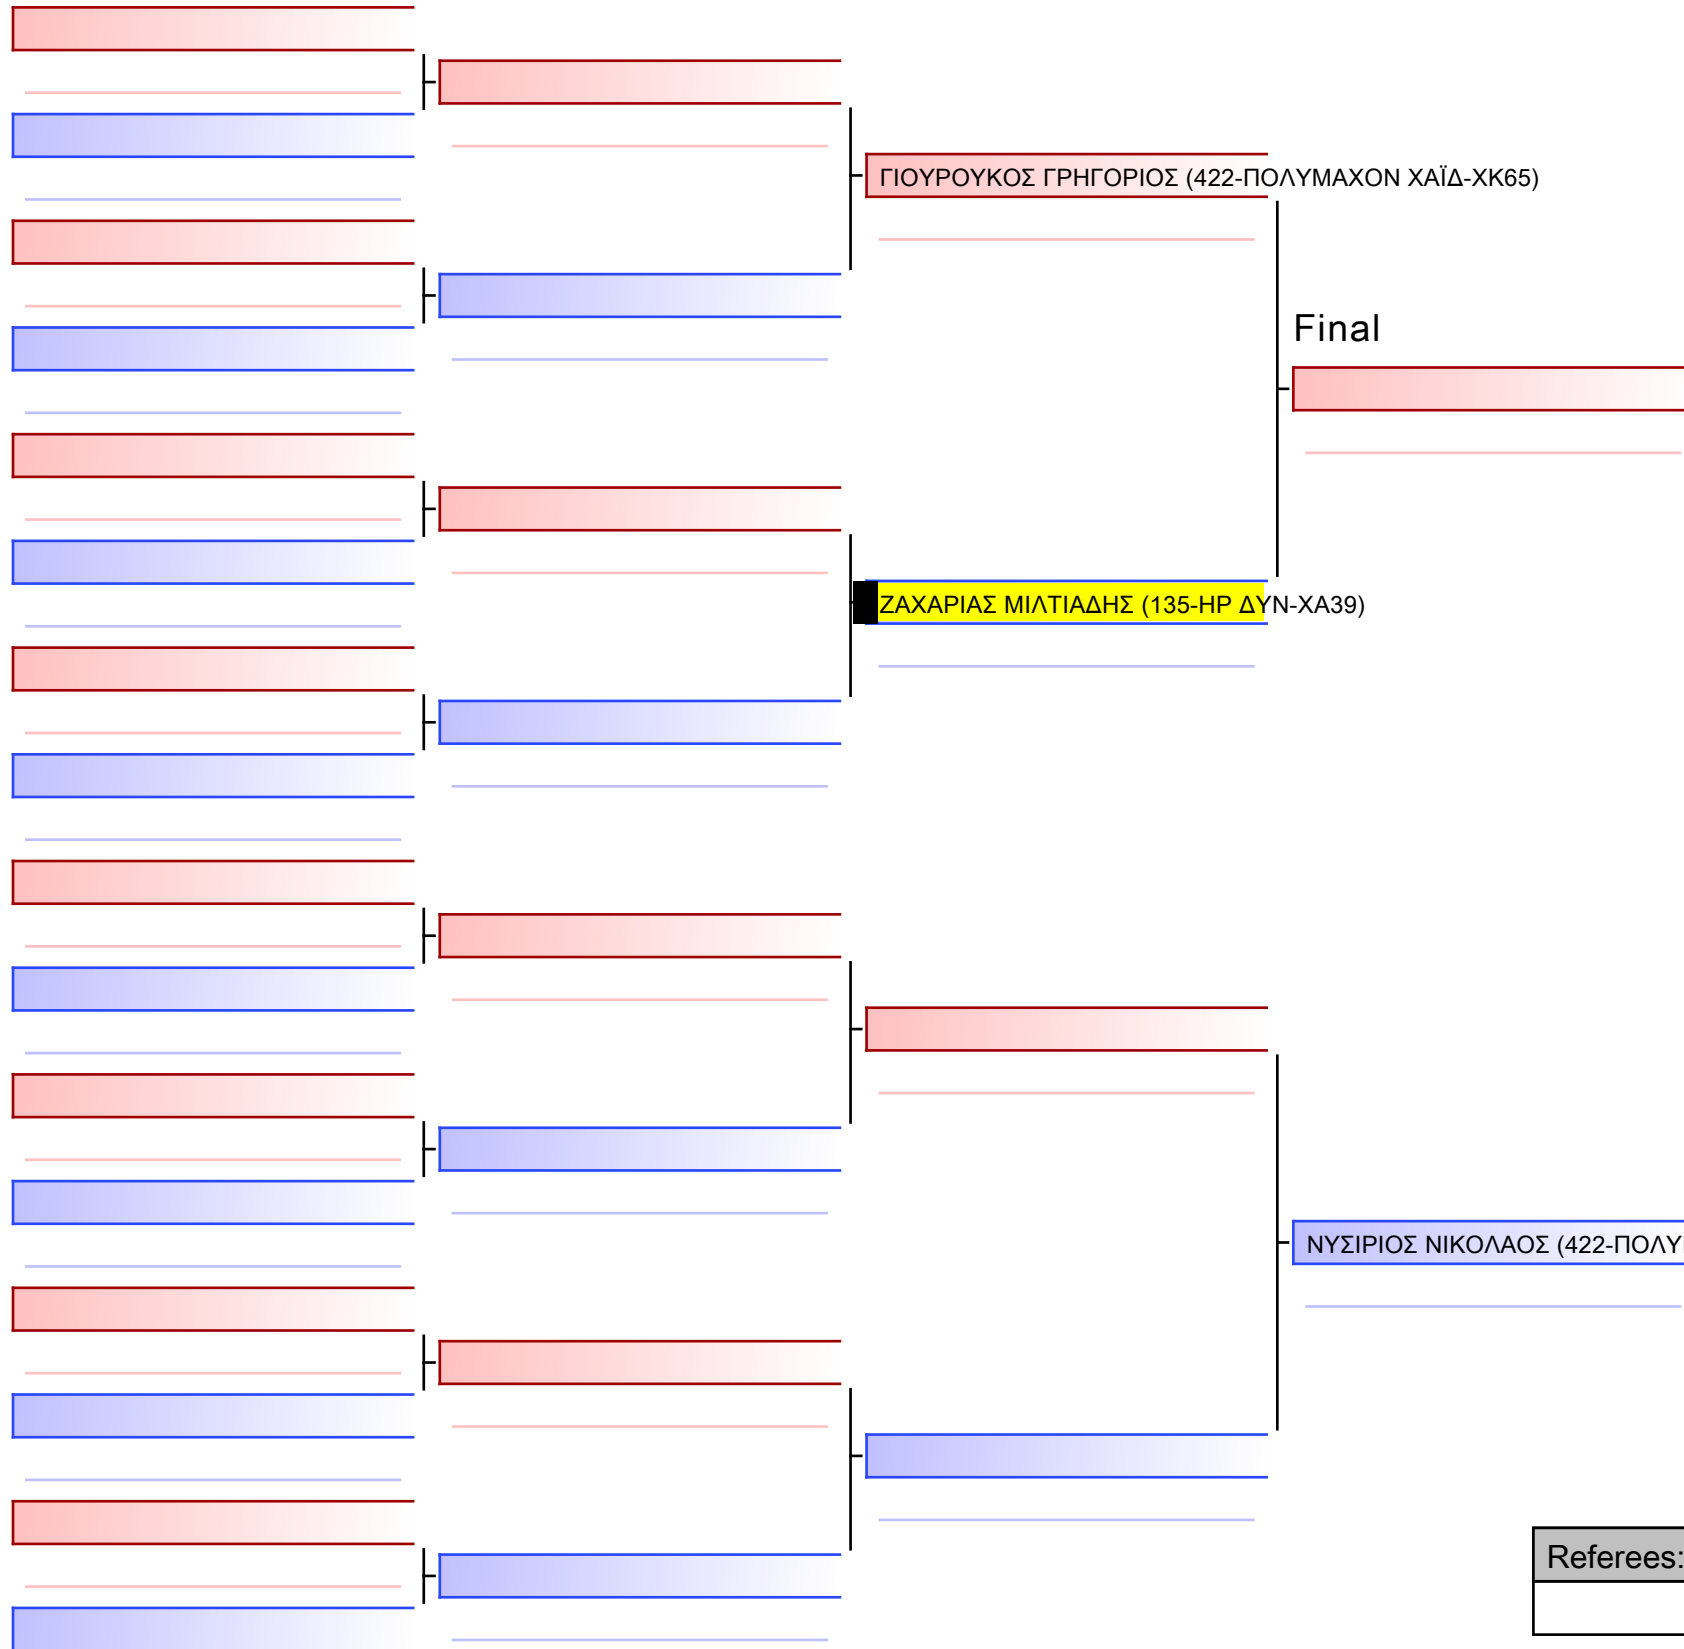 ΓΙΟΥΡΟΥΚΟΣ ΓΡΗΓΟΡΙΟΣ (422-ΠΟΛΥΜΑΧΟΝ ΧΑΪΔ-ΧΚ65)
Final
ΖΑΧΑΡΙΑΣ ΜΙΛΤΙΑΔΗΣ (135-ΗΡ ΔΥΝ-ΧΑ39)
ΝΥΣΙΡΙΟΣ ΝΙΚΟΛΑΟΣ (422-ΠΟΛΥ
Referees: